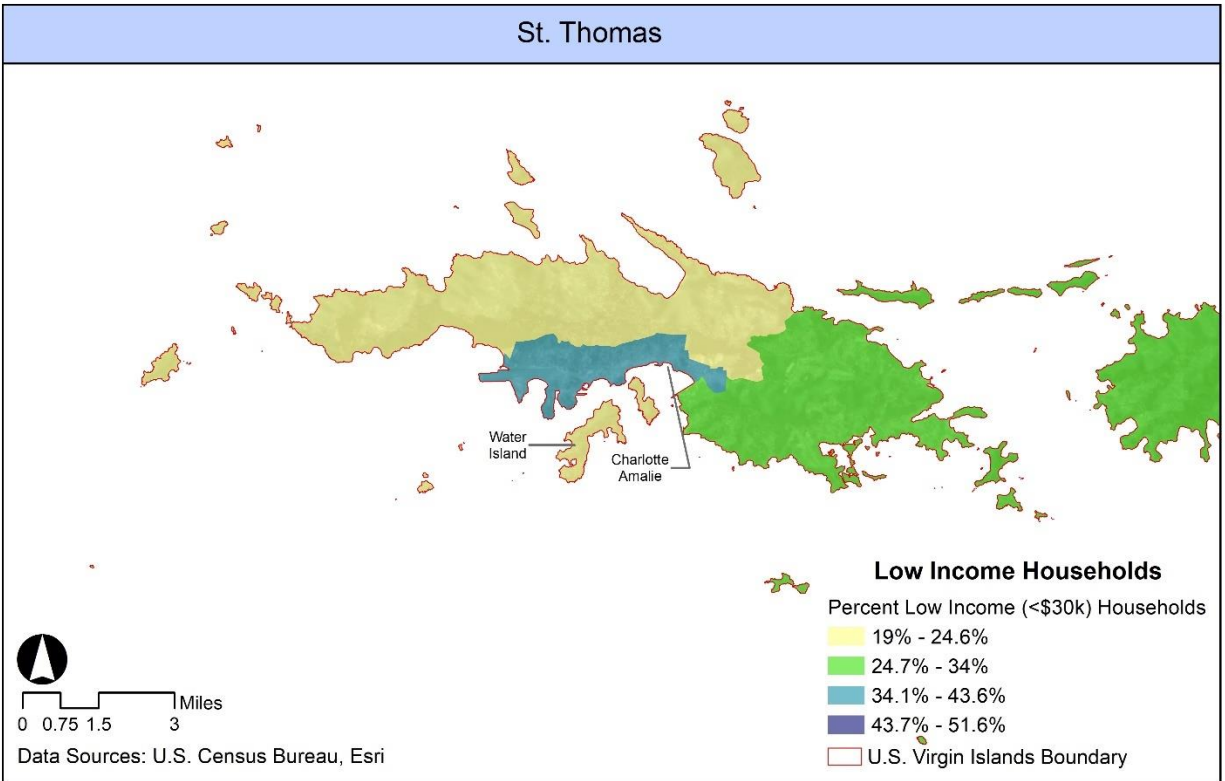 St. Thomas
Water
Island
Charlotte
Amalie
Low Income Households
Percent Low Income (<$30k) Households
19% - 24.6%
24.7% - 34%
34.1% - 43.6%
43.7% - 51.6%
U.S. Virgin Islands Boundary
Miles
0 0.75 1.5 3
Data Sources: U.S. Census Bureau, Esri